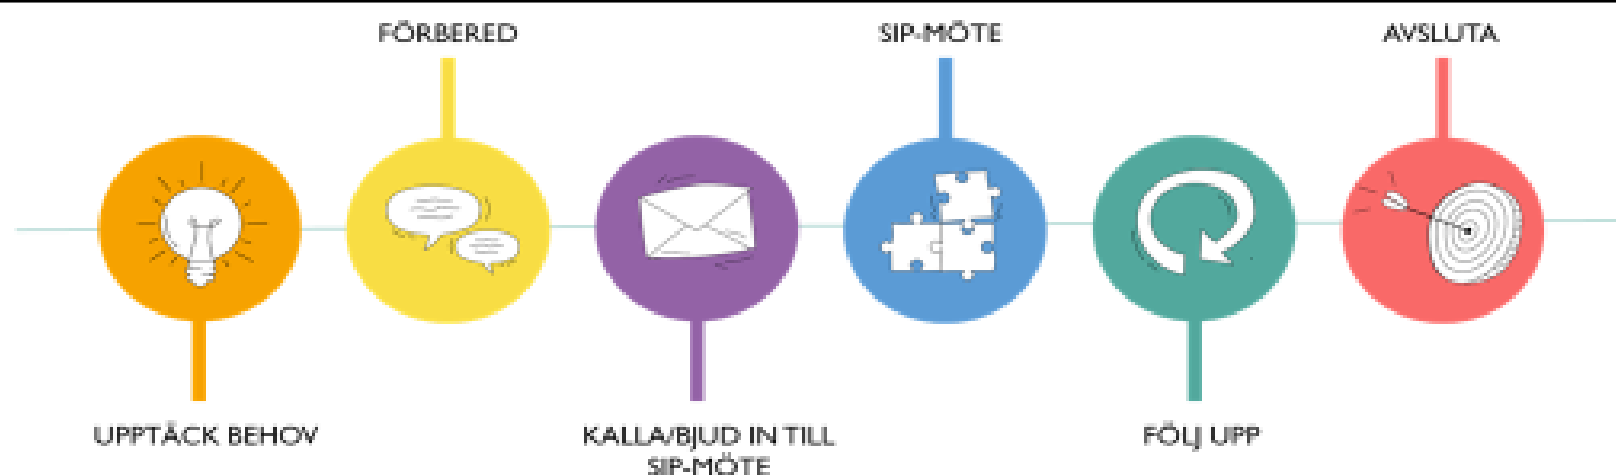 FÖRBERED
SIP-MÖTE
AVSLUTA
UPPTÄCK BEHOV
KALLA/BJUD IN TILL
SIP-MÖTE
FÖLJ UPP